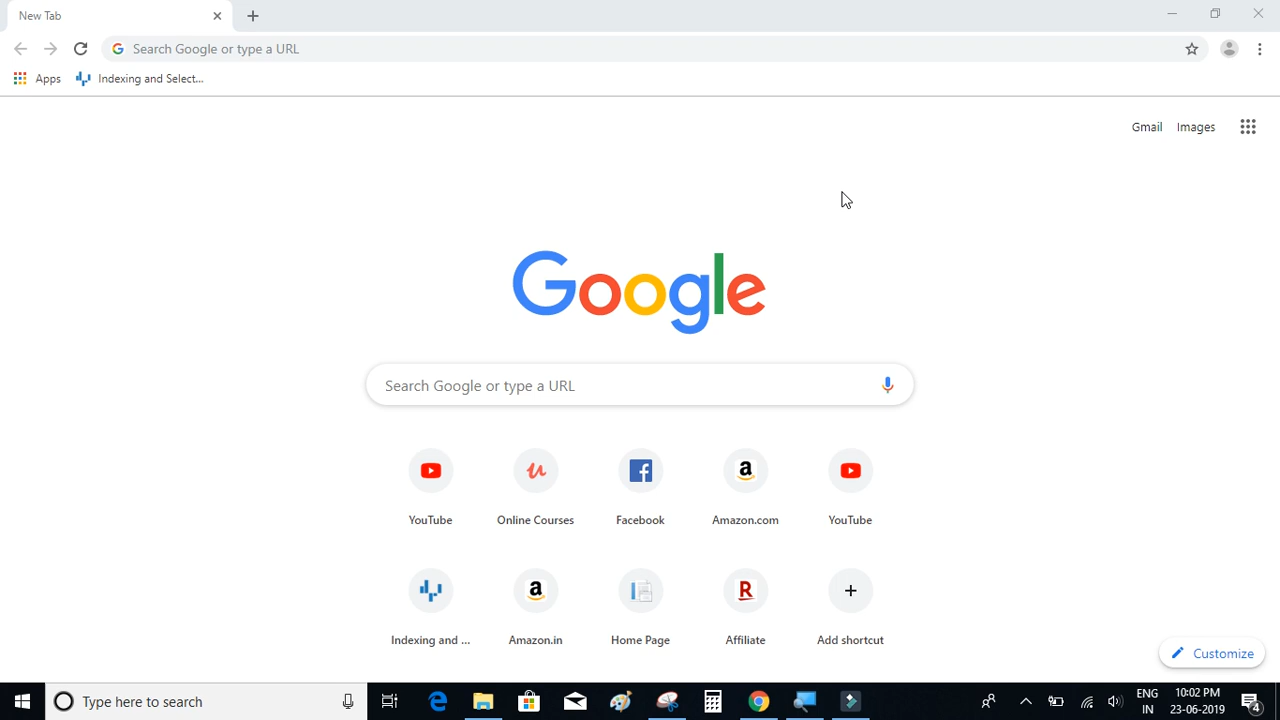 New Tab
Search Google or type a URL
Apps
Indexing and Select...
Gmail Images
Google
Search Google or type a URL
YouTube Online Courses Facebook Amazon.com YouTube
Indexing and ... Amazon.in Home Page Affiliate Add shortcut
Customize
Type here to search
ENG 10:02 PM
IN 23-06-2019
4